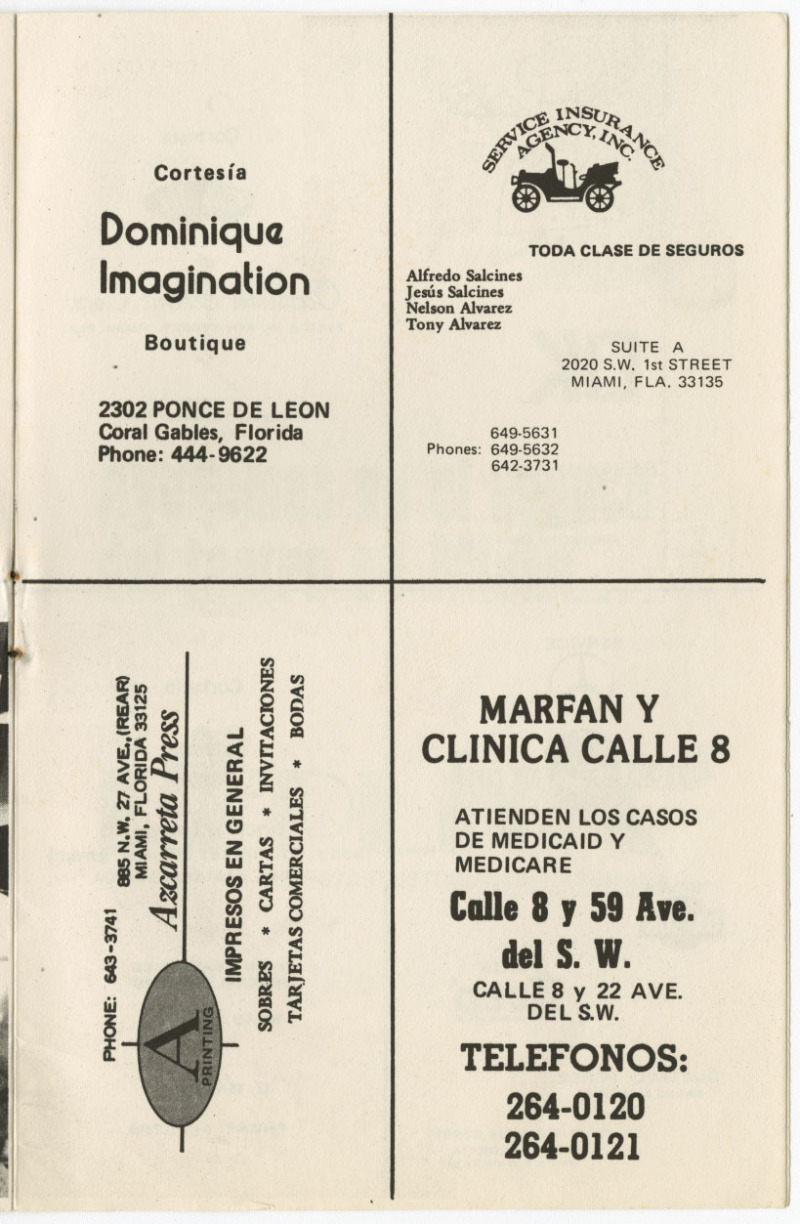 Cortesía
Dominique
Imagination
Boutique
2302 PONCE DE LEON
Coral Gables, Florida
Phone: 444-9622
SERVICE INSURANCE
AGENCY, INC.
TODA CLASE DE SEGUROS
Alfredo Salcines
Jesús Salcines
Nelson Alvarez
Tony Alvarez
SUITE A
2020 S.W. 1st STREET
MIAMI, FLA. 33135
649-5631
Phones: 649-5632
642-3731
PHONE: 643-3741 885 N.W. 27 AVE.,(REAR)
MIAMI, FLORIDA 33125
Azcarreta Press
A
PRINTING
IMPRESOS EN GENERAL
SOBRES * CARTAS * INVITACIONES
TARJETAS COMERCIALES * BODAS
MARFAN Y
CLINICA CALLE 8
ATIENDEN LOS CASOS
DE MEDICAID Y
MEDICARE
Calle 8 y 59 Ave.
del S. W.
CALLE 8 y 22 AVE.
DEL S.W.
TELEFONOS:
264-0120
264-0121